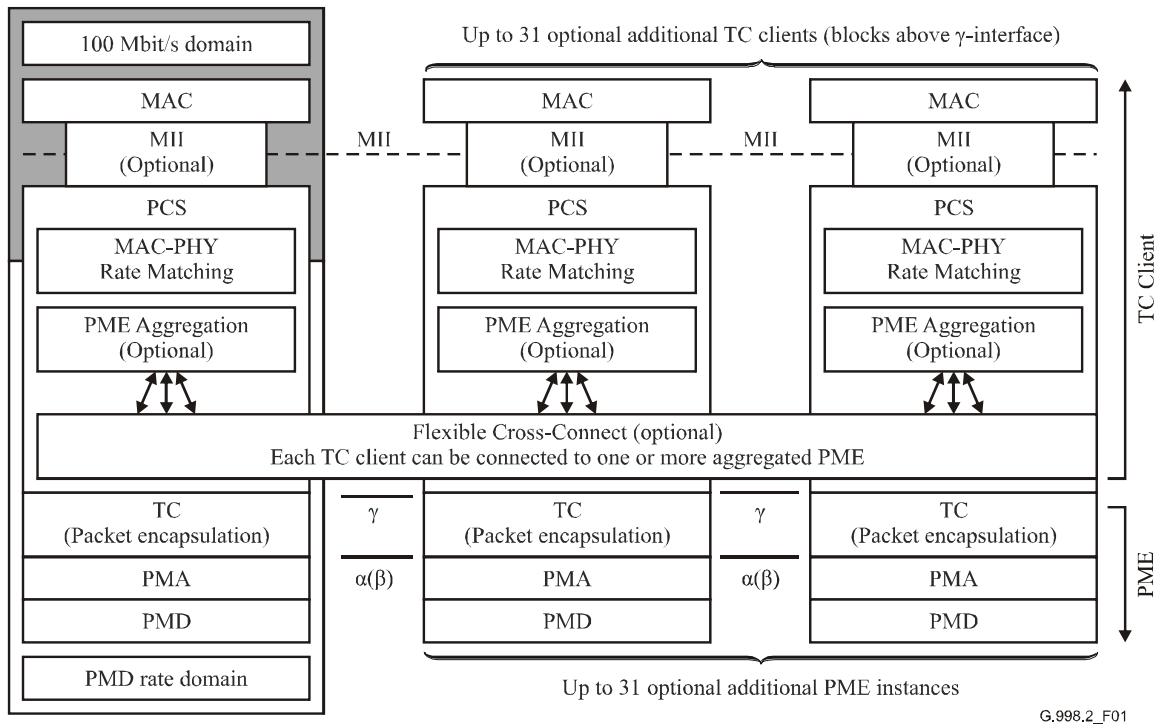 100 Mbit/s domain
Up to 31 optional additional TC clients (blocks above γ-interface)
MAC
MAC
MAC
MII
(Optional)
MII
MII
(Optional)
MII
MII
(Optional)
PCS
PCS
PCS
MAC-PHY
Rate Matching
MAC-PHY
Rate Matching
MAC-PHY
Rate Matching
TC Client
PME Aggregation
(Optional)
PME Aggregation
(Optional)
PME Aggregation
(Optional)
Flexible Cross-Connect (optional)
Each TC client can be connected to one or more aggregated PME
TC
(Packet encapsulation)
γ
TC
(Packet encapsulation)
γ
TC
(Packet encapsulation)
PME
PMA
α(β)
PMA
α(β)
PMA
PMD
PMD
PMD
PMD rate domain
Up to 31 optional additional PME instances
G.998.2_F01